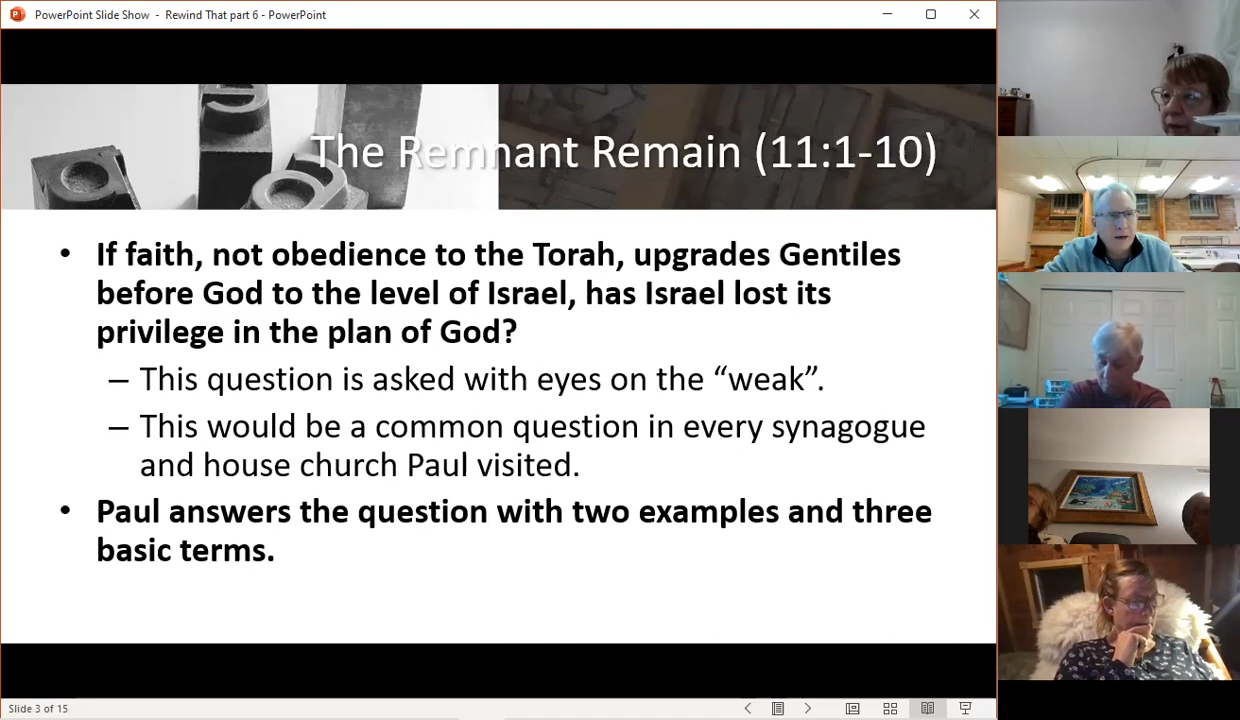 PowerPoint Slide Show - Rewind That part 6 - PowerPoint
The Remnant Remain (11:1-10)
• If faith, not obedience to the Torah, upgrades Gentiles
before God to the level of Israel, has Israel lost its
privilege in the plan of God?
– This question is asked with eyes on the “weak”.
– This would be a common question in every synagogue
and house church Paul visited.
• Paul answers the question with two examples and three
basic terms.
Slide 3 of 15